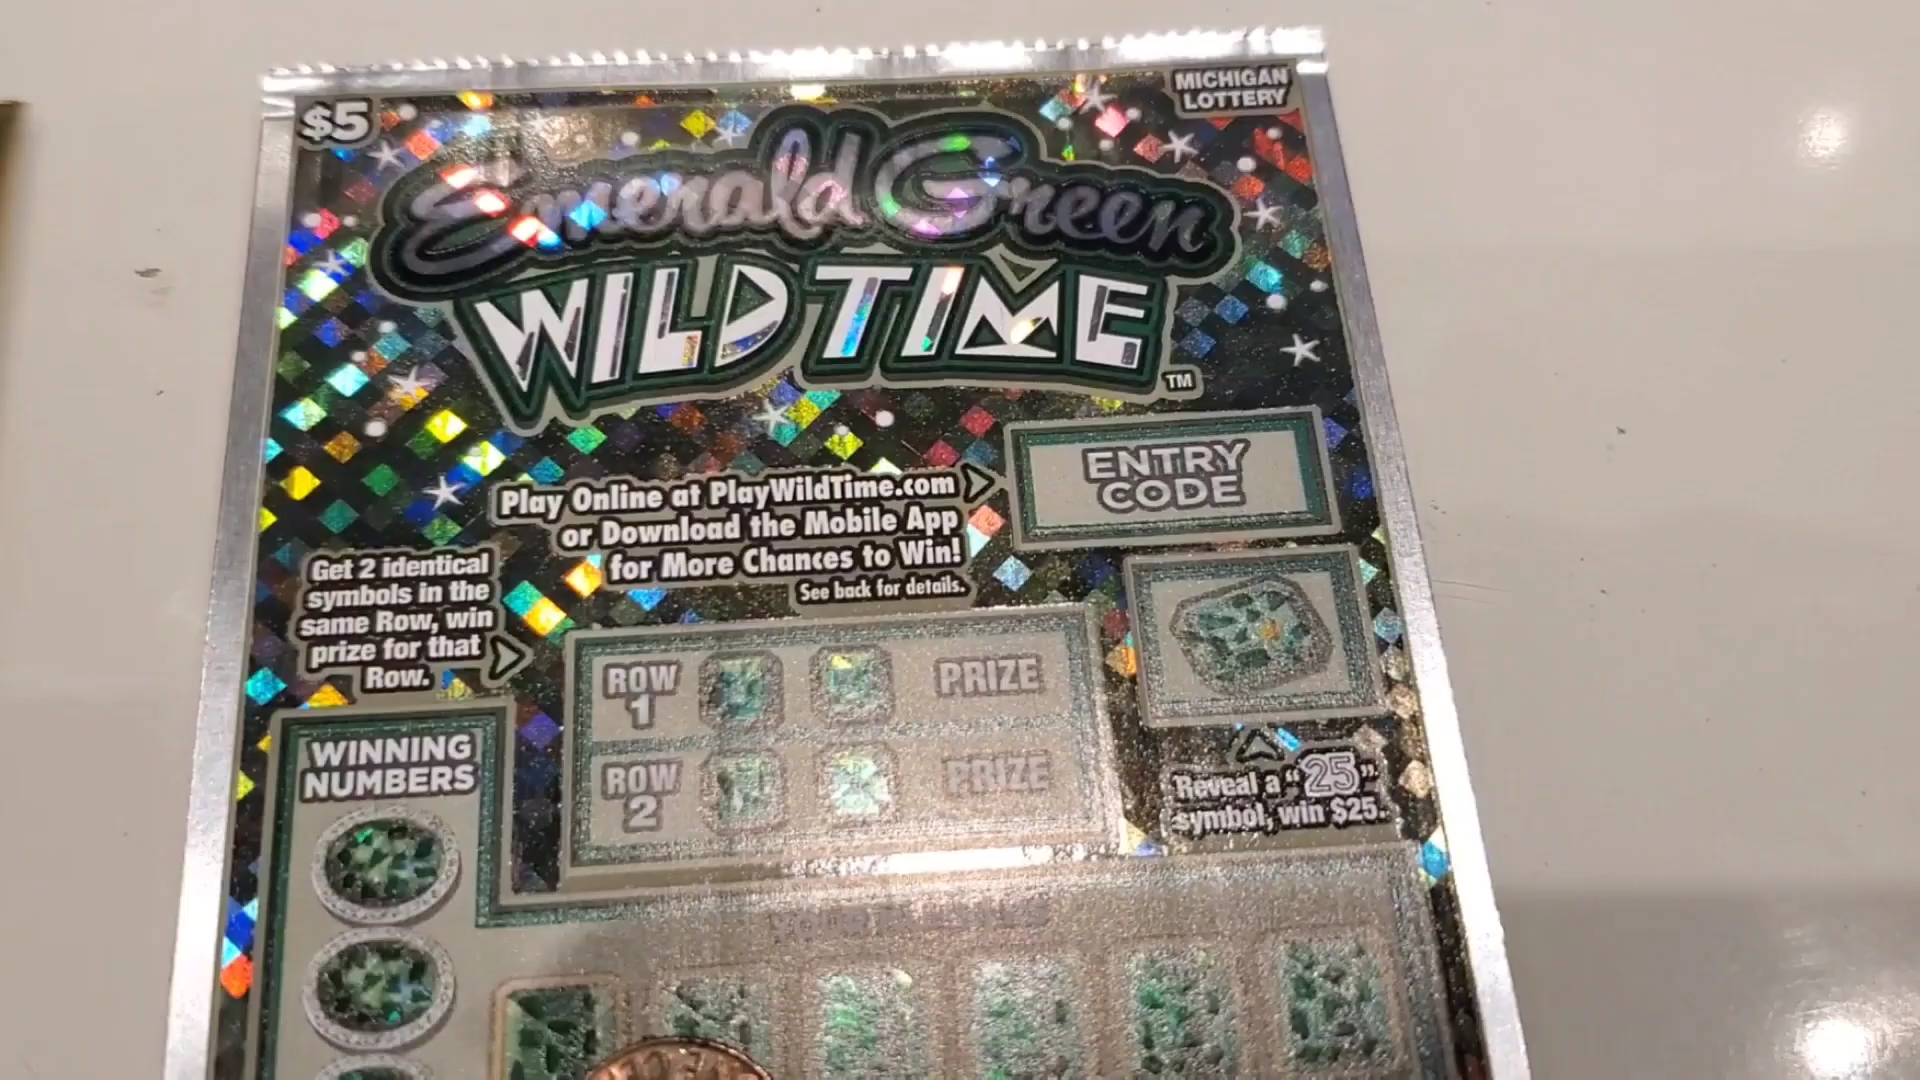 $5
MICHIGAN
LOTTERY
Emerald Green
WILD TIME™
Play Online at PlayWildTime.com
or Download the Mobile App
for More Chances to Win!
See back for details.
ENTRY
CODE
Get 2 identical
symbols in the
same Row, win
prize for that
Row.
ROW
1
PRIZE
ROW
2
PRIZE
Reveal a "25"
symbol, win $25.
WINNING
NUMBERS